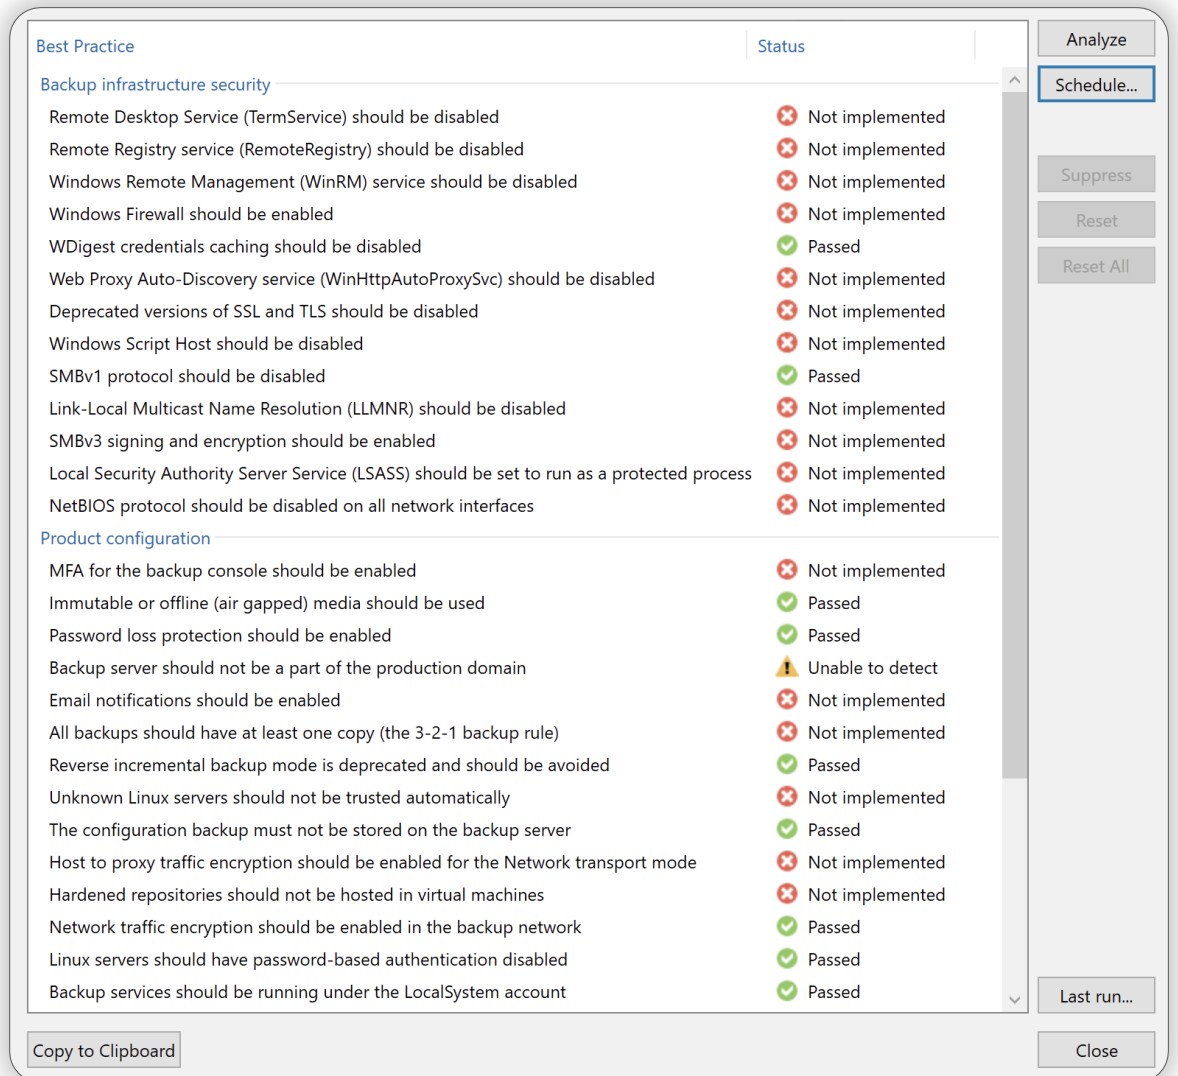 Best Practice Status
Analyze
Backup infrastructure security
Schedule...
Remote Desktop Service (TermService) should be disabled Not implemented
Remote Registry service (RemoteRegistry) should be disabled Not implemented
Windows Remote Management (WinRM) service should be disabled Not implemented
Suppress
Windows Firewall should be enabled Not implemented
Reset
WDigest credentials caching should be disabled Passed
Reset All
Web Proxy Auto-Discovery service (WinHttpAutoProxySvc) should be disabled Not implemented
Deprecated versions of SSL and TLS should be disabled Not implemented
Windows Script Host should be disabled Not implemented
SMBv1 protocol should be disabled Passed
Link-Local Multicast Name Resolution (LLMNR) should be disabled Not implemented
SMBv3 signing and encryption should be enabled Not implemented
Local Security Authority Server Service (LSASS) should be set to run as a protected process Not implemented
NetBIOS protocol should be disabled on all network interfaces Not implemented
Product configuration
MFA for the backup console should be enabled Not implemented
Immutable or offline (air gapped) media should be used Passed
Password loss protection should be enabled Passed
Backup server should not be a part of the production domain Unable to detect
Email notifications should be enabled Not implemented
All backups should have at least one copy (the 3-2-1 backup rule) Not implemented
Reverse incremental backup mode is deprecated and should be avoided Passed
Unknown Linux servers should not be trusted automatically Not implemented
The configuration backup must not be stored on the backup server Passed
Host to proxy traffic encryption should be enabled for the Network transport mode Not implemented
Hardened repositories should not be hosted in virtual machines Not implemented
Network traffic encryption should be enabled in the backup network Passed
Linux servers should have password-based authentication disabled Passed
Backup services should be running under the LocalSystem account Passed
Last run...
Copy to Clipboard
Close